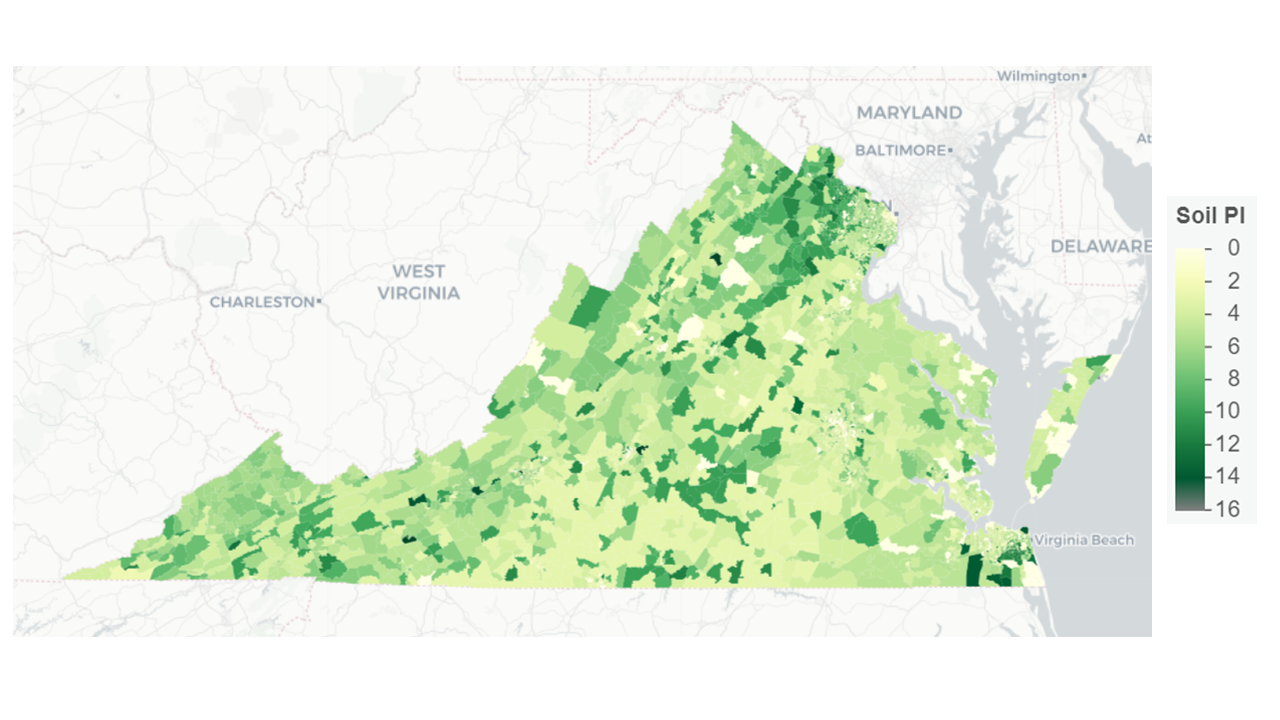 Wilmington
MARYLAND
BALTIMORE
At
N
DELAWARE
WEST
VIRGINIA
CHARLESTON
Virginia Beach
Soil PI
0
2
4
6
8
10
12
14
16